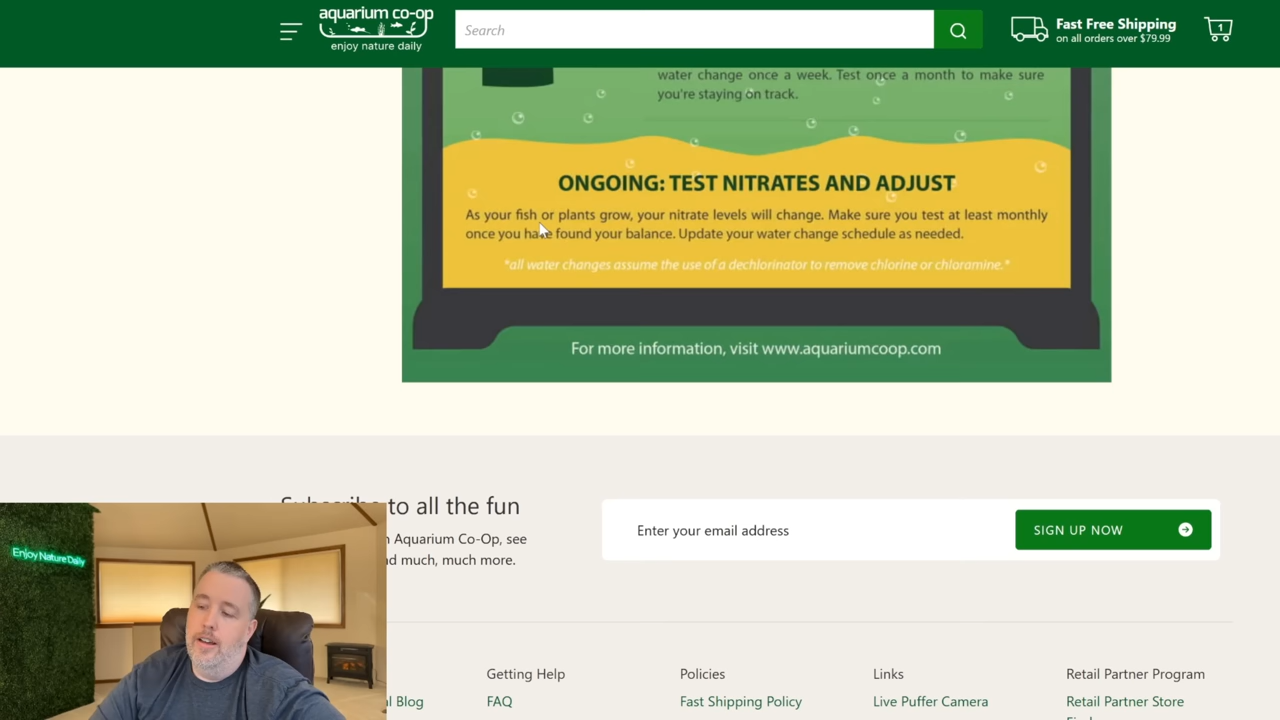 aquarium co-op
enjoy nature daily
Search
Fast Free Shipping
on all orders over $79.99
1
water change once a week. Test once a month to make sure
you're staying on track.
ONGOING: TEST NITRATES AND ADJUST
As your fish or plants grow, your nitrate levels will change. Make sure you test at least monthly
once you have found your balance. Update your water change schedule as needed.
*all water changes assume the use of a dechlorinator to remove chlorine or chloramine.*
For more information, visit www.aquariumcoop.com
Subscribe to all the fun
Aquarium Co-Op, see
much, much more.
Enter your email address
SIGN UP NOW
Enjoy Nature Daily
Getting Help
Policies
Links
Retail Partner Program
Blog
FAQ
Fast Shipping Policy
Live Puffer Camera
Retail Partner Store